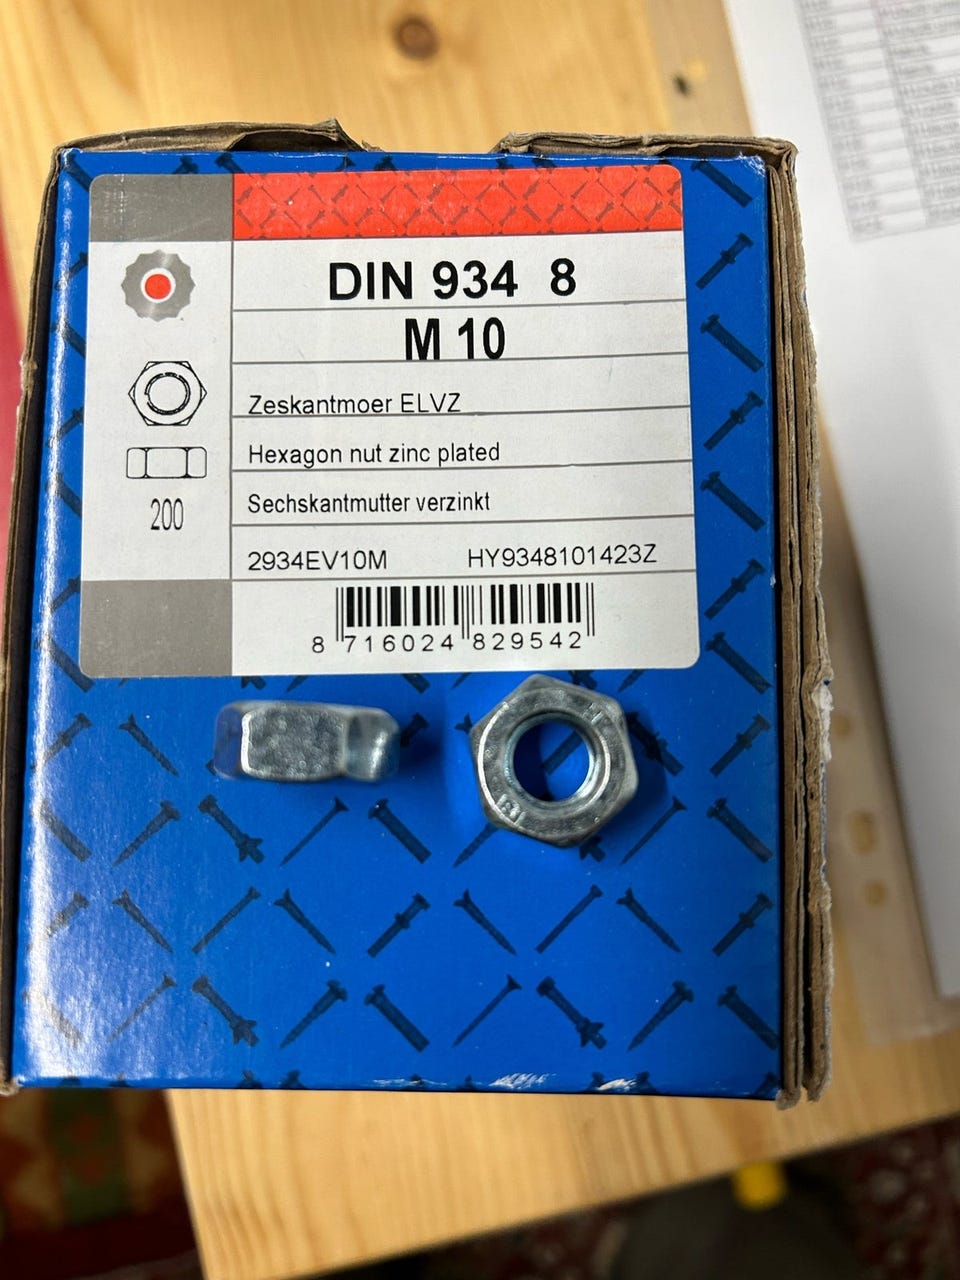 DIN 934 8
M 10
Zeskantmoer ELVZ
Hexagon nut zinc plated
Sechskantmutter verzinkt
200
2934EV10M HY9348101423Z
8 716024 829542